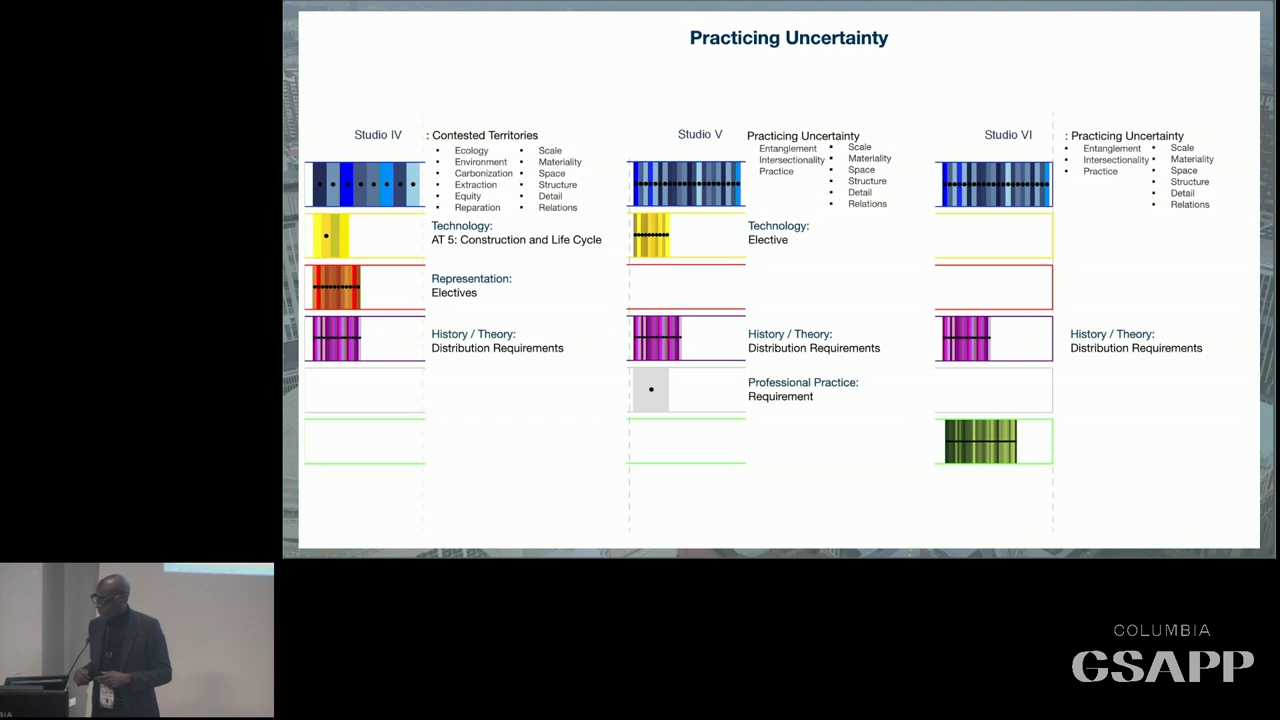 Practicing Uncertainty
Studio IV
: Contested Territories
Ecology
Environment
Carbonization
Extraction
Equity
Reparation
Scale
Materiality
Space
Structure
Detail
Relations
Technology:
AT 5: Construction and Life Cycle
Representation:
Electives
History / Theory:
Distribution Requirements
Studio V
Practicing Uncertainty
Entanglement
Intersectionality
Practice
Scale
Materiality
Space
Structure
Detail
Relations
Technology:
Elective
History / Theory:
Distribution Requirements
Professional Practice:
Requirement
Studio VI
: Practicing Uncertainty
Entanglement
Intersectionality
Practice
Scale
Materiality
Space
Structure
Detail
Relations
History / Theory:
Distribution Requirements
COLUMBIA
GSAPP